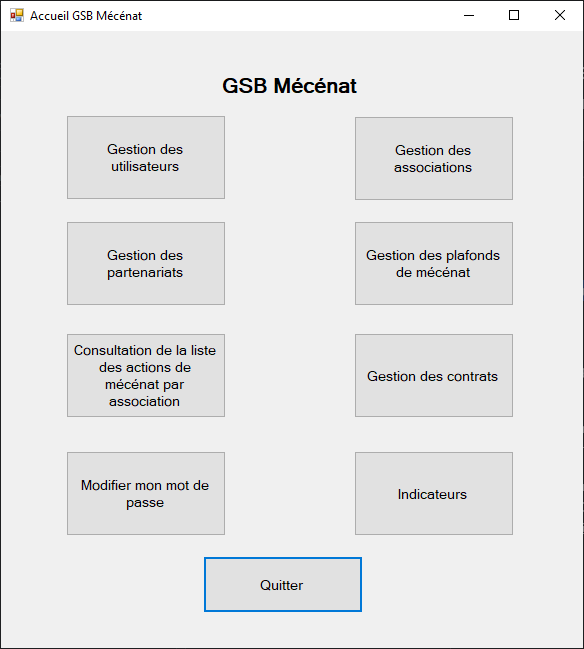 Accueil GSB Mécénat
GSB Mécénat
Gestion des
utilisateurs
Gestion des
associations
Gestion des
partenariats
Gestion des plafonds
de mécénat
Consultation de la liste
des actions de
mécénat par
association
Gestion des contrats
Modifier mon mot de
passe
Indicateurs
Quitter